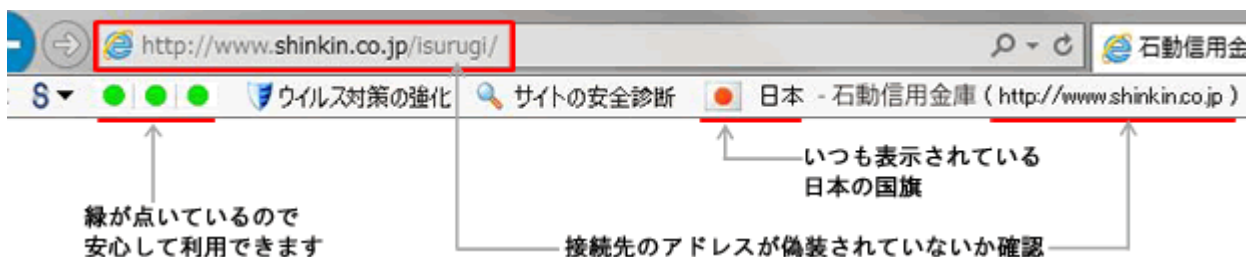 http://www.shinkin.co.jp/isurugi/
石動信用金
S
ウイルス対策の強化 サイトの安全診断 日本 - 石動信用金庫 ( http://www.shinkin.co.jp )
いつも表示されている
日本の国旗
緑が点いているので
安心して利用できます
接続先のアドレスが偽装されていないか確認